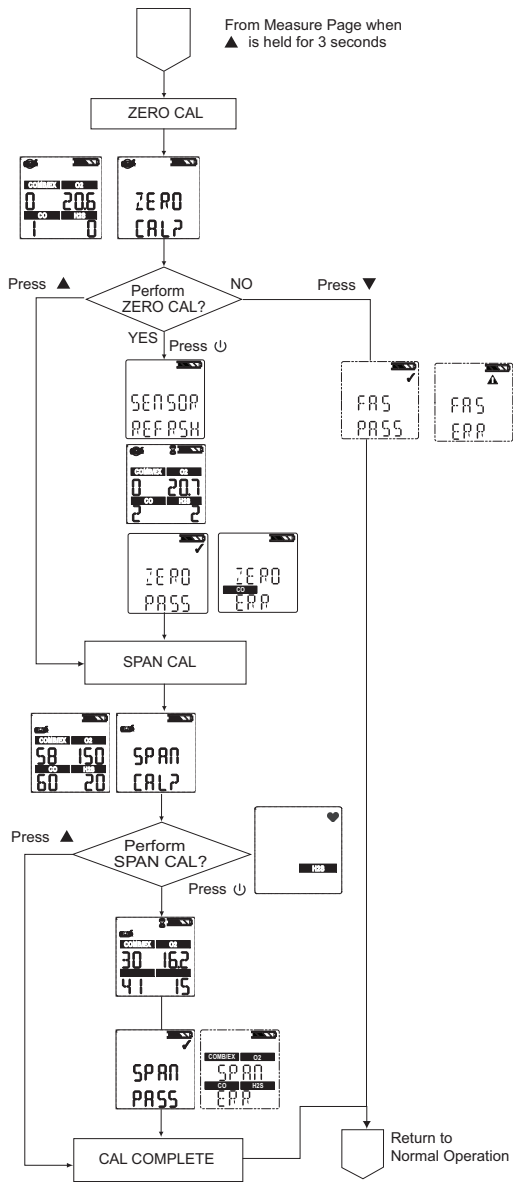 From Measure Page when
▲ is held for 3 seconds
ZERO CAL
COMB/EX O2
0 20.6
CO H2S
1 0
ZERO
CAL?
Press ▲
Perform
ZERO CAL?
NO
Press ▼
YES
Press ⏻
SENSOR
REFRSH
FAS
PASS
FAS
ERR
COMB/EX O2
0 20.7
CO H2S
2 2
ZERO
PASS
ZERO
CO
ERR
SPAN CAL
COMB/EX O2
58 15.0
CO H2S
60 20
SPAN
CAL?
Press ▲
Perform
SPAN CAL?
Press ⏻
H2S
COMB/EX O2
30 16.2
41 15
SPAN
PASS
COMB/EX O2
SPAN
CO H2S
ERR
CAL COMPLETE
Return to
Normal Operation